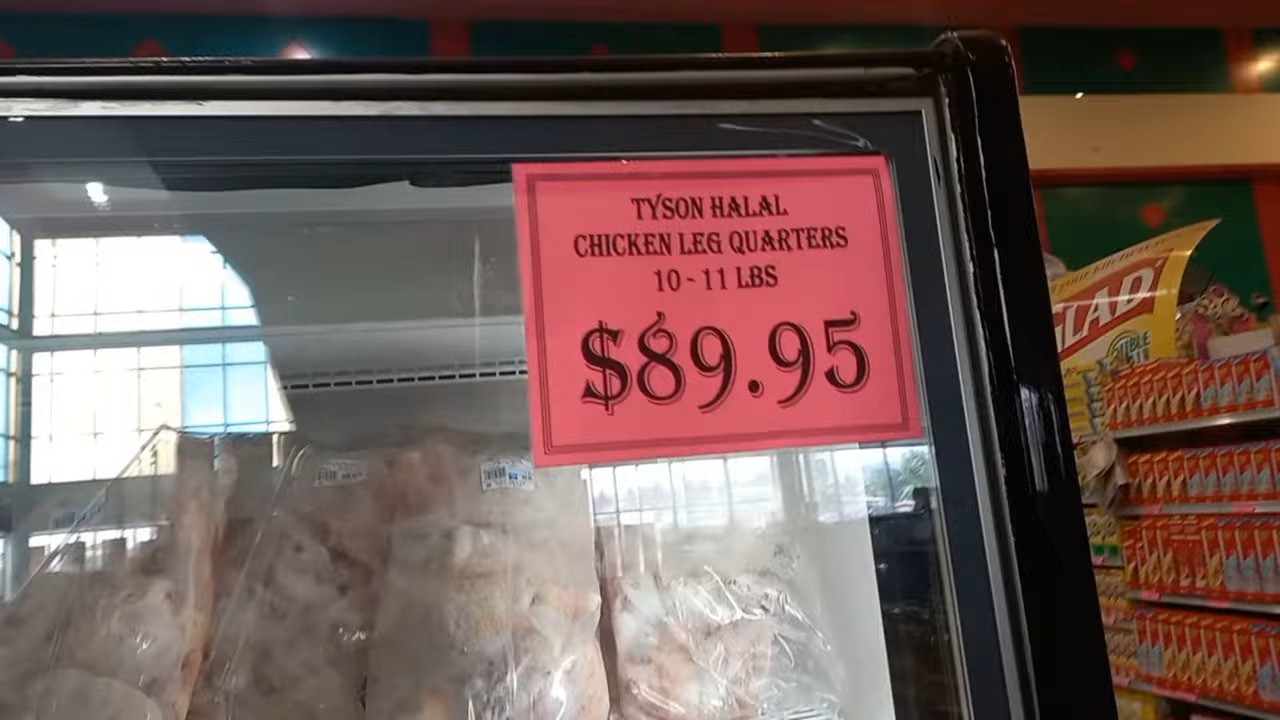 TYSON HALAL
CHICKEN LEG QUARTERS
10 - 11 LBS
$89.95
GLAD